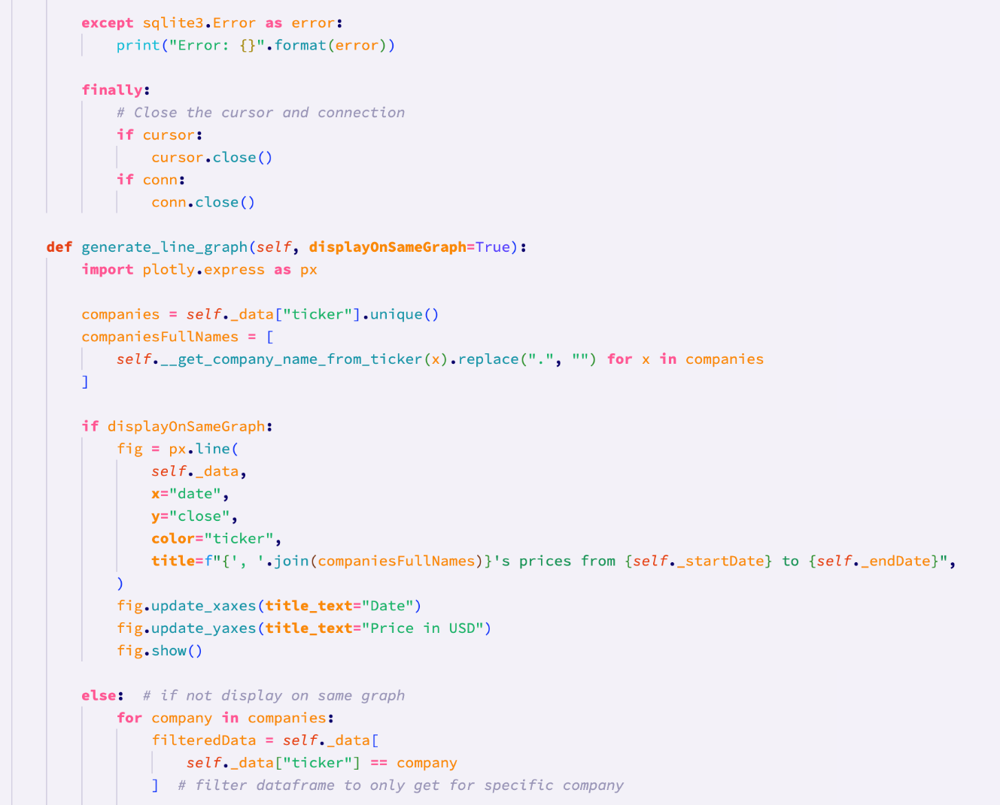 except sqlite3.Error as error:
print("Error: {}".format(error))
finally:
# Close the cursor and connection
if cursor:
cursor.close()
if conn:
conn.close()
def generate_line_graph(self, displayOnSameGraph=True):
import plotly.express as px
companies = self._data["ticker"].unique()
companiesFullNames = [
self.__get_company_name_from_ticker(x).replace(".", "") for x in companies
]
if displayOnSameGraph:
fig = px.line(
self._data,
x="date",
y="close",
color="ticker",
title=f"{', '.join(companiesFullNames)}'s prices from {self._startDate} to {self._endDate}",
)
fig.update_xaxes(title_text="Date")
fig.update_yaxes(title_text="Price in USD")
fig.show()
else:  # if not display on same graph
for company in companies:
filteredData = self._data[
self._data["ticker"] == company
]  # filter dataframe to only get for specific company